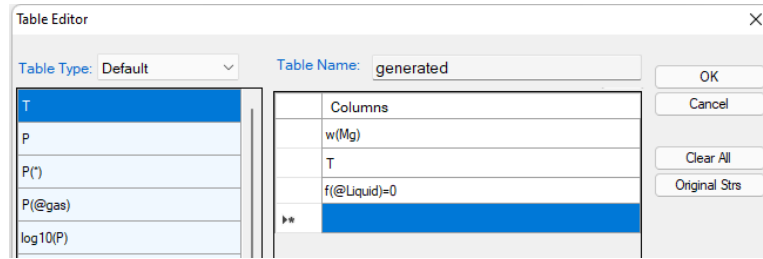 Table Editor
Table Type: Default
Table Name: generated
OK
Cancel
Clear All
Original Strs
T
P
P(*)
P(@gas)
log10(P)
Columns
w(Mg)
T
f(@Liquid)=0